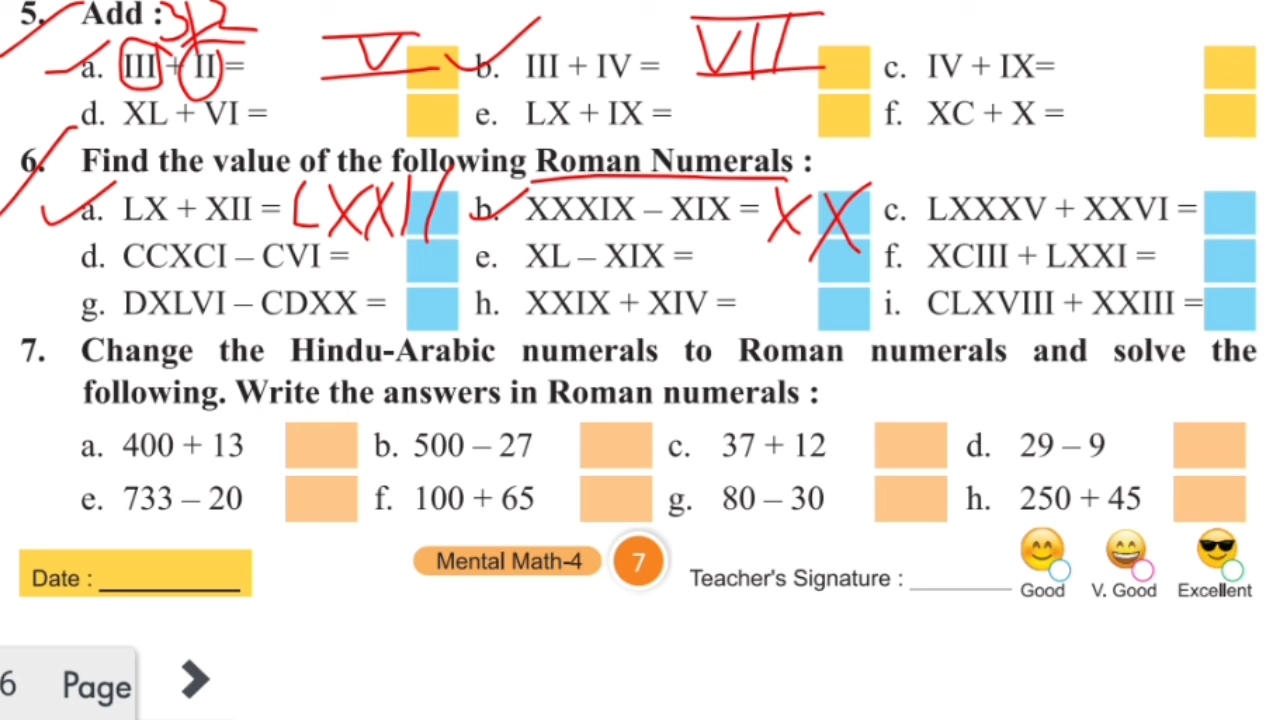 5. Add : 3 2
a. III + II = V b. III + IV = VII c. IV + IX=
d. XL + VI = e. LX + IX = f. XC + X =
6. Find the value of the following Roman Numerals :
a. LX + XII = LXXII b. XXXIX – XIX = XX c. LXXXV + XXVI =
d. CCXCI – CVI = e. XL – XIX = f. XCIII + LXXI =
g. DXLVI – CDXX = h. XXIX + XIV = i. CLXVIII + XXIII =
7. Change the Hindu-Arabic numerals to Roman numerals and solve the
following. Write the answers in Roman numerals :
a. 400 + 13 b. 500 – 27 c. 37 + 12 d. 29 – 9
e. 733 – 20 f. 100 + 65 g. 80 – 30 h. 250 + 45
Date : Mental Math-4 7 Teacher's Signature : Good V. Good Excellent
6 Page